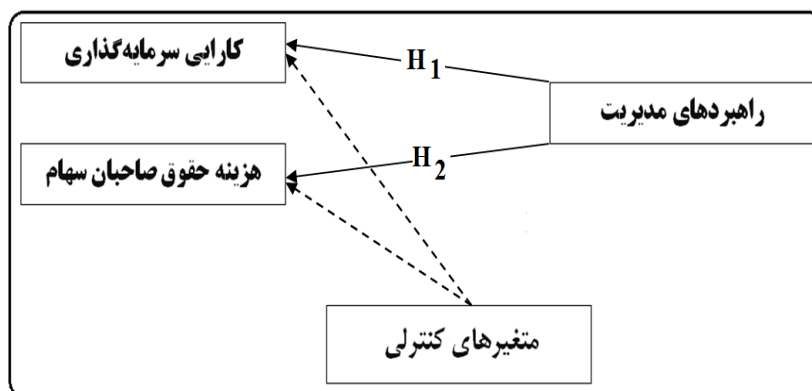 کارایی سرمایه‌گذاری
H1
راهبردهای مدیریت
هزینه حقوق صاحبان سهام
H2
متغیرهای کنترلی